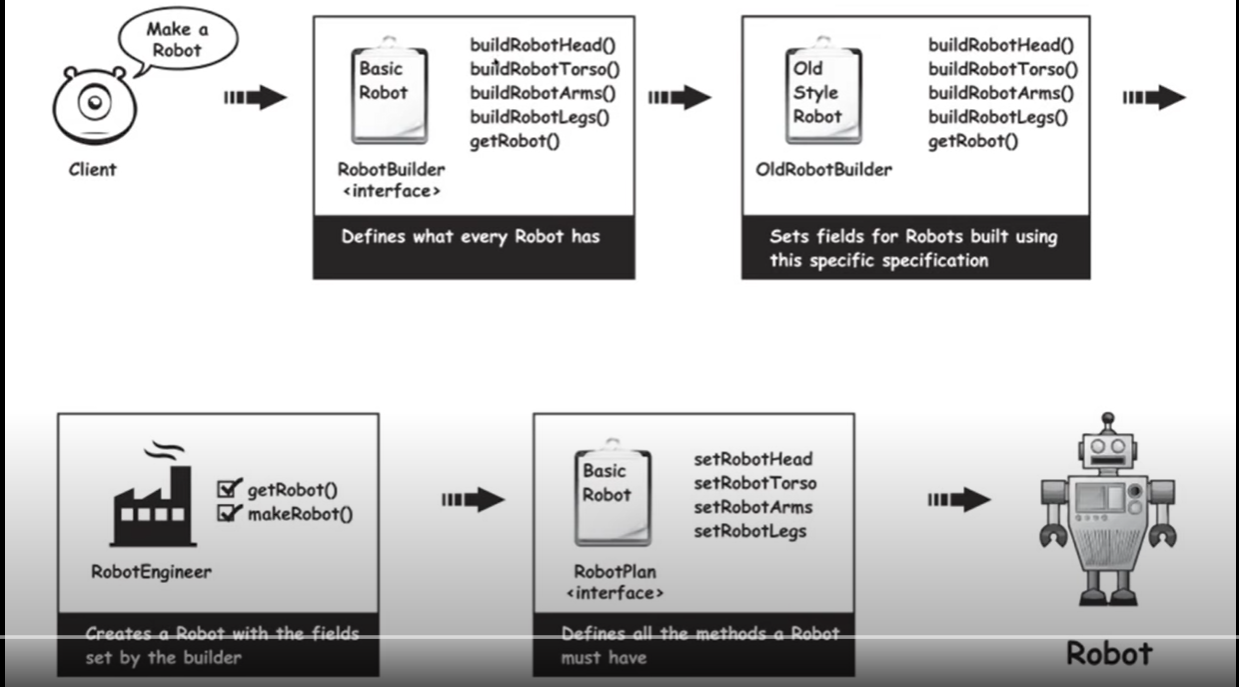 Make a
Robot
Client
Basic
Robot
RobotBuilder
<interface>
buildRobotHead()
buildRobotTorso()
buildRobotArms()
buildRobotLegs()
getRobot()
Defines what every Robot has
Old
Style
Robot
OldRobotBuilder
buildRobotHead()
buildRobotTorso()
buildRobotArms()
buildRobotLegs()
getRobot()
Sets fields for Robots built using
this specific specification
getRobot()
makeRobot()
RobotEngineer
Creates a Robot with the fields
set by the builder
Basic
Robot
RobotPlan
<interface>
setRobotHead
setRobotTorso
setRobotArms
setRobotLegs
Defines all the methods a Robot
must have
Robot